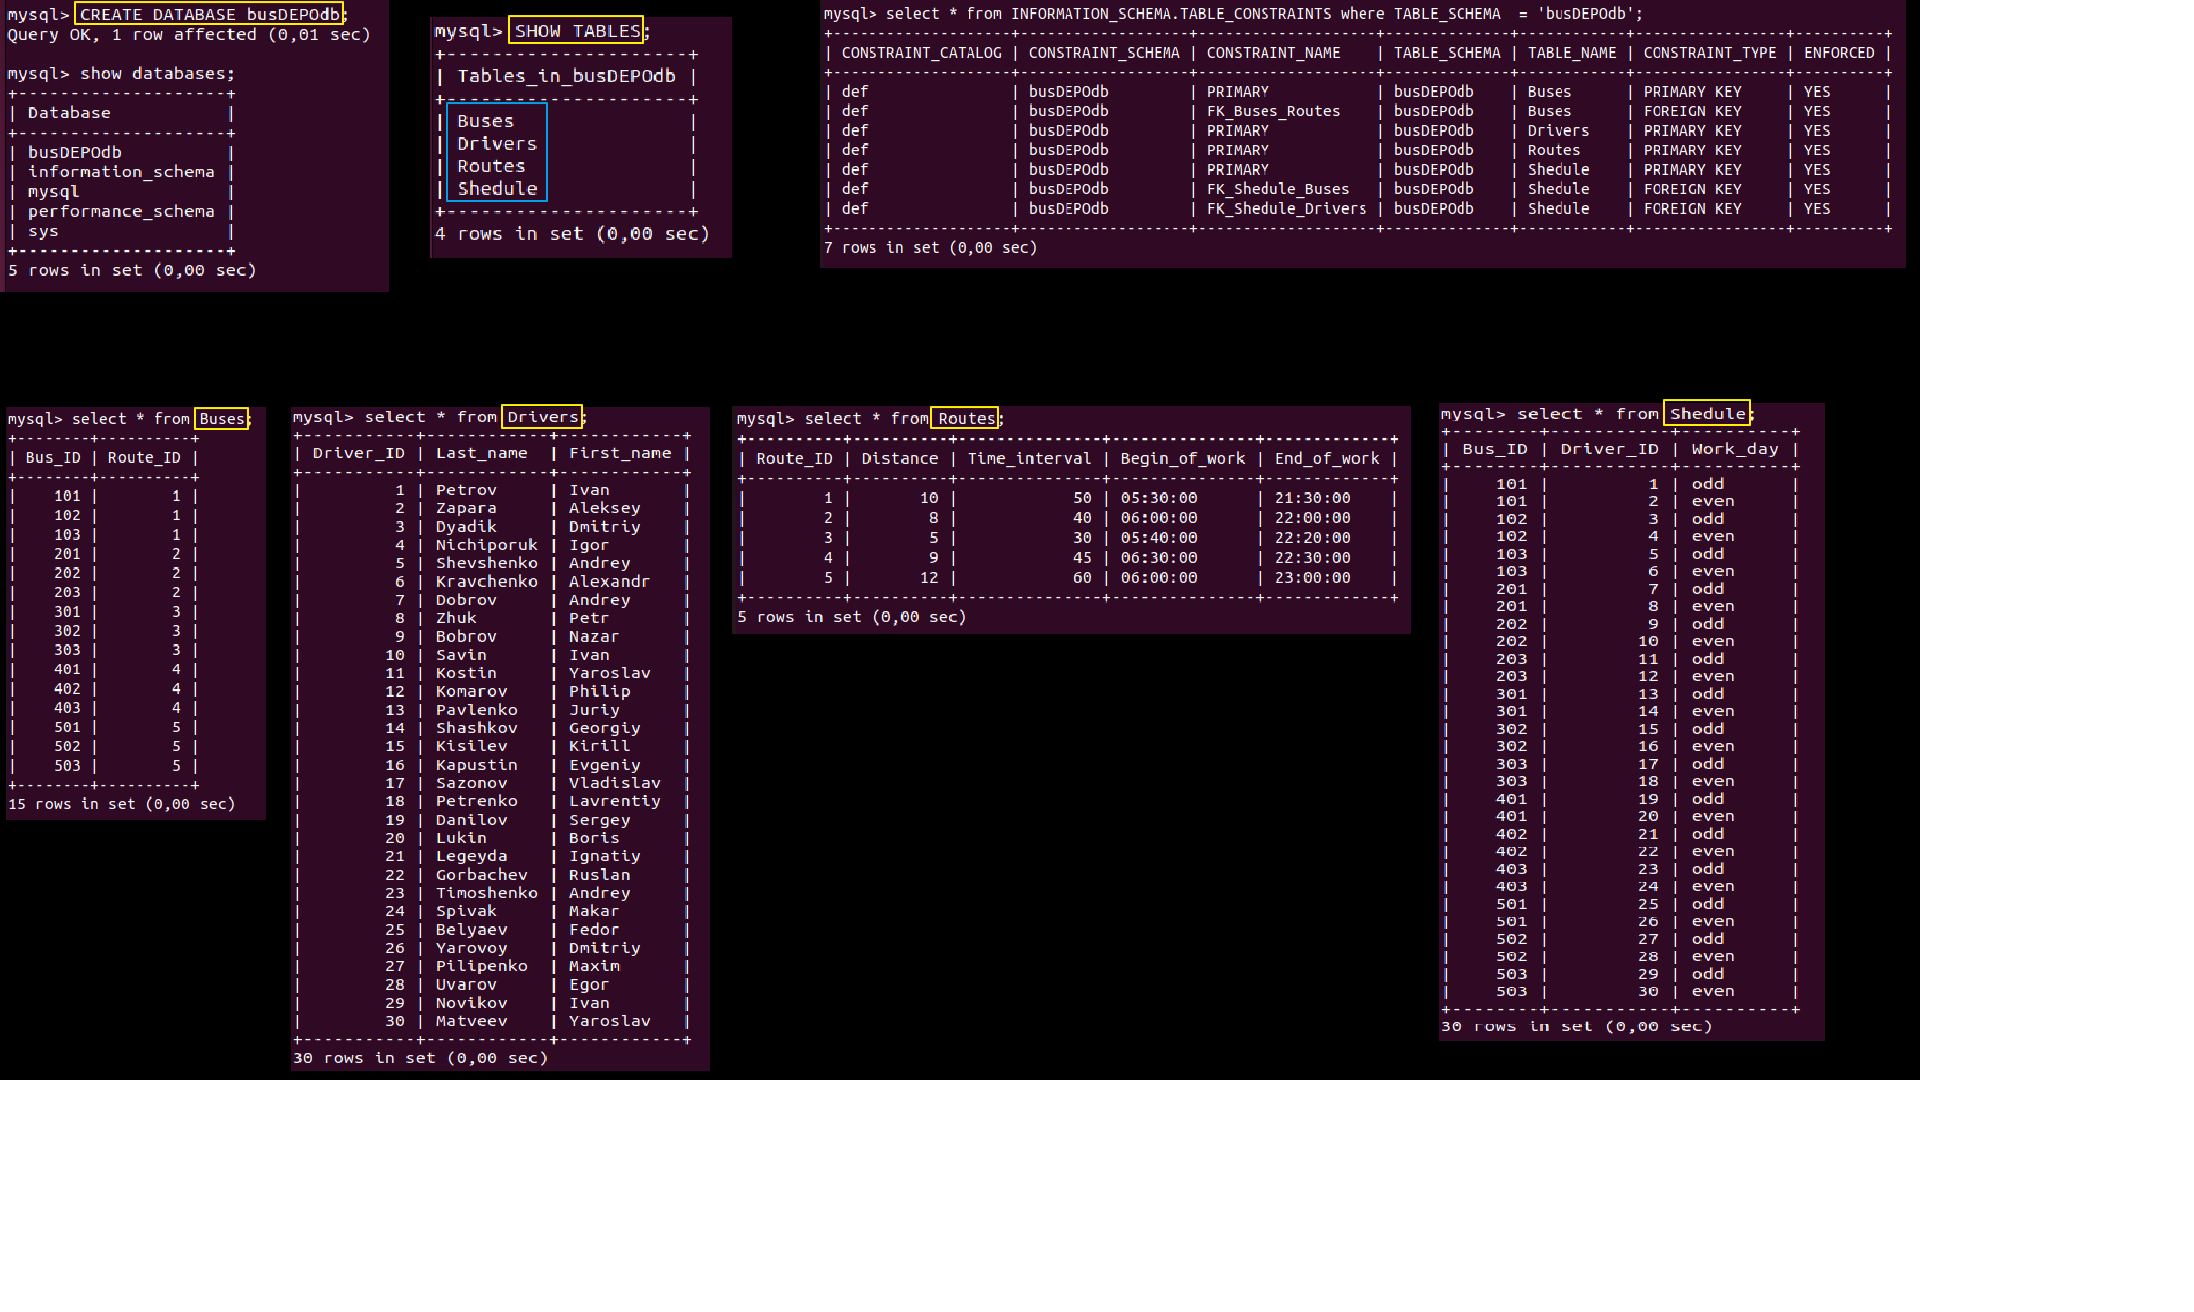 mysql> CREATE DATABASE busDEPOdb;
Query OK, 1 row affected (0,01 sec)
mysql> show databases;
+--------------------+
| Database           |
+--------------------+
| busDEPOdb          |
| information_schema |
| mysql              |
| performance_schema |
| sys                |
+--------------------+
5 rows in set (0,00 sec)
mysql> SHOW TABLES;
+---------------------+
| Tables_in_busDEPOdb |
+---------------------+
| Buses               |
| Drivers             |
| Routes              |
| Shedule             |
+---------------------+
4 rows in set (0,00 sec)
mysql> select * from INFORMATION_SCHEMA.TABLE_CONSTRAINTS where TABLE_SCHEMA  = 'busDEPOdb';
+--------------------+-------------------+--------------------+--------------+------------+-----------------+----------+
| CONSTRAINT_CATALOG | CONSTRAINT_SCHEMA | CONSTRAINT_NAME    | TABLE_SCHEMA | TABLE_NAME | CONSTRAINT_TYPE | ENFORCED |
+--------------------+-------------------+--------------------+--------------+------------+-----------------+----------+
| def                | busDEPOdb         | PRIMARY            | busDEPOdb    | Buses      | PRIMARY KEY     | YES      |
| def                | busDEPOdb         | FK_Buses_Routes    | busDEPOdb    | Buses      | FOREIGN KEY     | YES      |
| def                | busDEPOdb         | PRIMARY            | busDEPOdb    | Drivers    | PRIMARY KEY     | YES      |
| def                | busDEPOdb         | PRIMARY            | busDEPOdb    | Routes     | PRIMARY KEY     | YES      |
| def                | busDEPOdb         | PRIMARY            | busDEPOdb    | Shedule    | PRIMARY KEY     | YES      |
| def                | busDEPOdb         | FK_Shedule_Buses   | busDEPOdb    | Shedule    | FOREIGN KEY     | YES      |
| def                | busDEPOdb         | FK_Shedule_Drivers | busDEPOdb    | Shedule    | FOREIGN KEY     | YES      |
+--------------------+-------------------+--------------------+--------------+------------+-----------------+----------+
7 rows in set (0,00 sec)
mysql> select * from Buses;
+--------+----------+
| Bus_ID | Route_ID |
+--------+----------+
|    101 |        1 |
|    102 |        1 |
|    103 |        1 |
|    201 |        2 |
|    202 |        2 |
|    203 |        2 |
|    301 |        3 |
|    302 |        3 |
|    303 |        3 |
|    401 |        4 |
|    402 |        4 |
|    403 |        4 |
|    501 |        5 |
|    502 |        5 |
|    503 |        5 |
+--------+----------+
15 rows in set (0,00 sec)
mysql> select * from Drivers;
+-----------+------------+------------+
| Driver_ID | Last_name  | First_name |
+-----------+------------+------------+
|         1 | Petrov     | Ivan       |
|         2 | Zapara     | Aleksey    |
|         3 | Dyadik     | Dmitriy    |
|         4 | Nichiporuk | Igor       |
|         5 | Shevshenko | Andrey     |
|         6 | Kravchenko | Alexandr   |
|         7 | Dobrov     | Andrey     |
|         8 | Zhuk       | Petr       |
|         9 | Bobrov     | Nazar      |
|        10 | Savin      | Ivan       |
|        11 | Kostin     | Yaroslav   |
|        12 | Komarov    | Philip     |
|        13 | Pavlenko   | Juriy      |
|        14 | Shashkov   | Georgiy    |
|        15 | Kisilev    | Kirill     |
|        16 | Kapustin   | Evgeniy    |
|        17 | Sazonov    | Vladislav  |
|        18 | Petrenko   | Lavrentiy  |
|        19 | Danilov    | Sergey     |
|        20 | Lukin      | Boris      |
|        21 | Legeyda    | Ignatiy    |
|        22 | Gorbachev  | Ruslan     |
|        23 | Timoshenko | Andrey     |
|        24 | Spivak     | Makar      |
|        25 | Belyaev    | Fedor      |
|        26 | Yarovoy    | Dmitriy    |
|        27 | Pilipenko  | Maxim      |
|        28 | Uvarov     | Egor       |
|        29 | Novikov    | Ivan       |
|        30 | Matveev    | Yaroslav   |
+-----------+------------+------------+
30 rows in set (0,00 sec)
mysql> select * from Routes;
+----------+----------+---------------+---------------+-------------+
| Route_ID | Distance | Time_interval | Begin_of_work | End_of_work |
+----------+----------+---------------+---------------+-------------+
|        1 |       10 |            50 | 05:30:00      | 21:30:00    |
|        2 |        8 |            40 | 06:00:00      | 22:00:00    |
|        3 |        5 |            30 | 05:40:00      | 22:20:00    |
|        4 |        9 |            45 | 06:30:00      | 22:30:00    |
|        5 |       12 |            60 | 06:00:00      | 23:00:00    |
+----------+----------+---------------+---------------+-------------+
5 rows in set (0,00 sec)
mysql> select * from Shedule;
+--------+-----------+----------+
| Bus_ID | Driver_ID | Work_day |
+--------+-----------+----------+
|    101 |         1 | odd      |
|    101 |         2 | even     |
|    102 |         3 | odd      |
|    102 |         4 | even     |
|    103 |         5 | odd      |
|    103 |         6 | even     |
|    201 |         7 | odd      |
|    201 |         8 | even     |
|    202 |         9 | odd      |
|    202 |        10 | even     |
|    203 |        11 | odd      |
|    203 |        12 | even     |
|    301 |        13 | odd      |
|    301 |        14 | even     |
|    302 |        15 | odd      |
|    302 |        16 | even     |
|    303 |        17 | odd      |
|    303 |        18 | even     |
|    401 |        19 | odd      |
|    401 |        20 | even     |
|    402 |        21 | odd      |
|    402 |        22 | even     |
|    403 |        23 | odd      |
|    403 |        24 | even     |
|    501 |        25 | odd      |
|    501 |        26 | even     |
|    502 |        27 | odd      |
|    502 |        28 | even     |
|    503 |        29 | odd      |
|    503 |        30 | even     |
+--------+-----------+----------+
30 rows in set (0,00 sec)